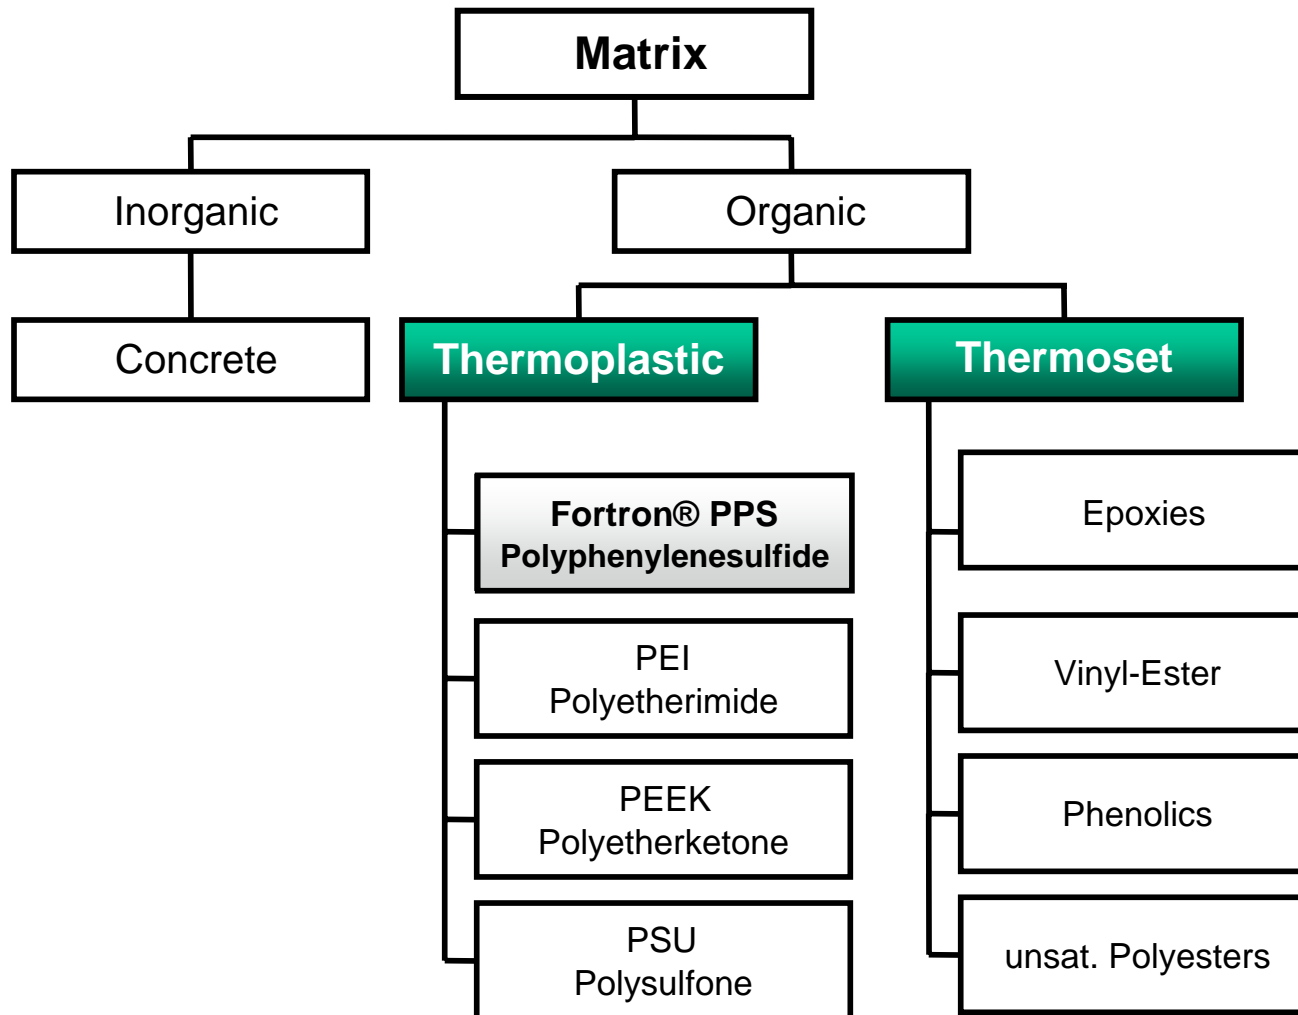 Matrix
Inorganic
Organic
Concrete
Thermoplastic
Thermoset
Fortron® PPS
Polyphenylenesulfide
PEI
Polyetherimide
PEEK
Polyetherketone
PSU
Polysulfone
Epoxies
Vinyl-Ester
Phenolics
unsat. Polyesters